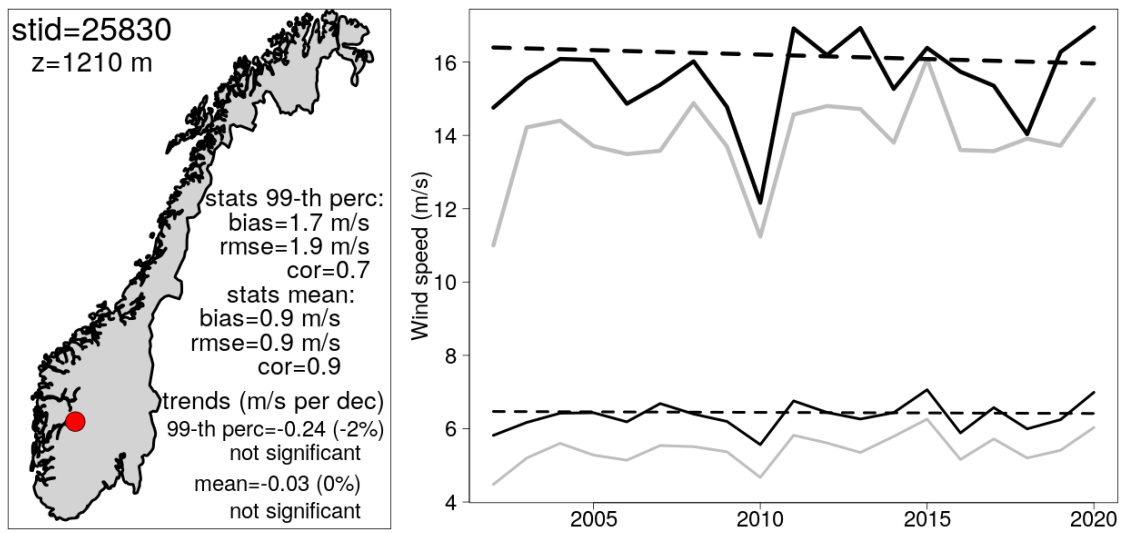 stid=25830
z=1210 m
stats 99-th perc:
bias=1.7 m/s
rmse=1.9 m/s
cor=0.7
stats mean:
bias=0.9 m/s
rmse=0.9 m/s
cor=0.9
trends (m/s per dec)
99-th perc=-0.24 (-2%)
not significant
mean=-0.03 (0%)
not significant
Wind speed (m/s)
16
14
12
10
8
6
4
2005
2010
2015
2020